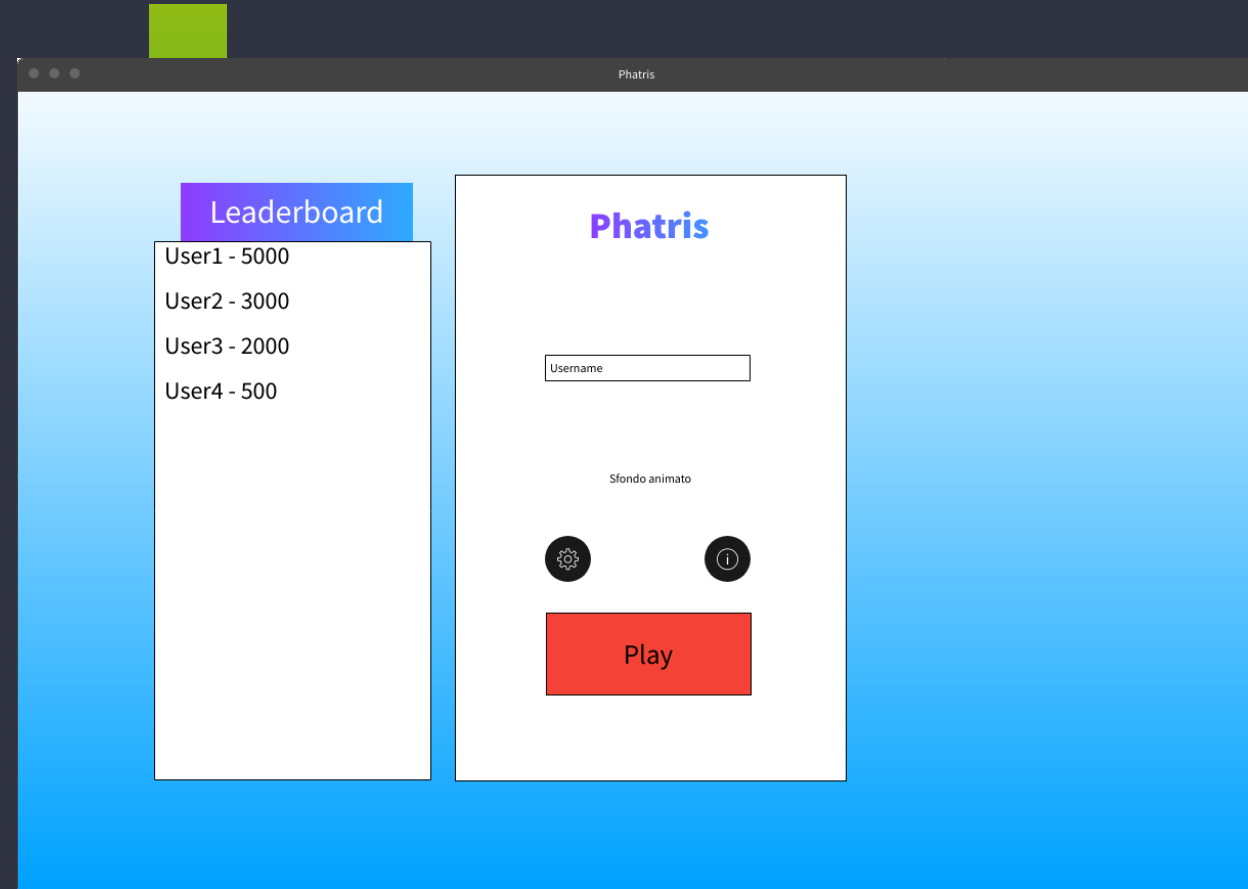 Phatris
Leaderboard
User1 - 5000
User2 - 3000
User3 - 2000
User4 - 500
Phatris
Username
Sfondo animato
Play